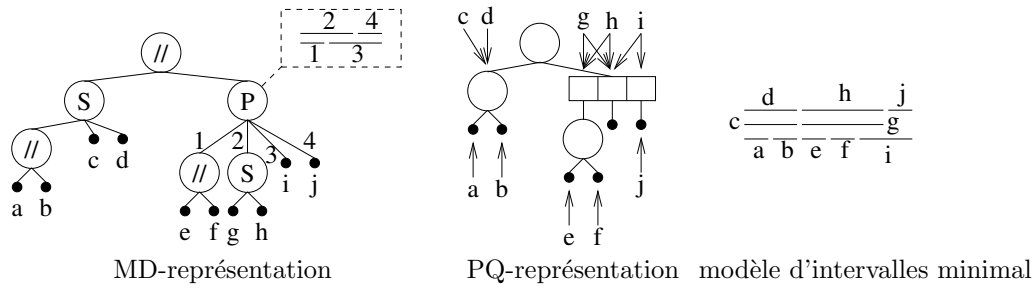 2 4
1 3
//
S P
1 2 3 4
// c d // S i j
a b e f g h
MD-représentation
c d g h i
a b j
e f
PQ-représentation
d h j
c g
a b e f i
modèle d'intervalles minimal